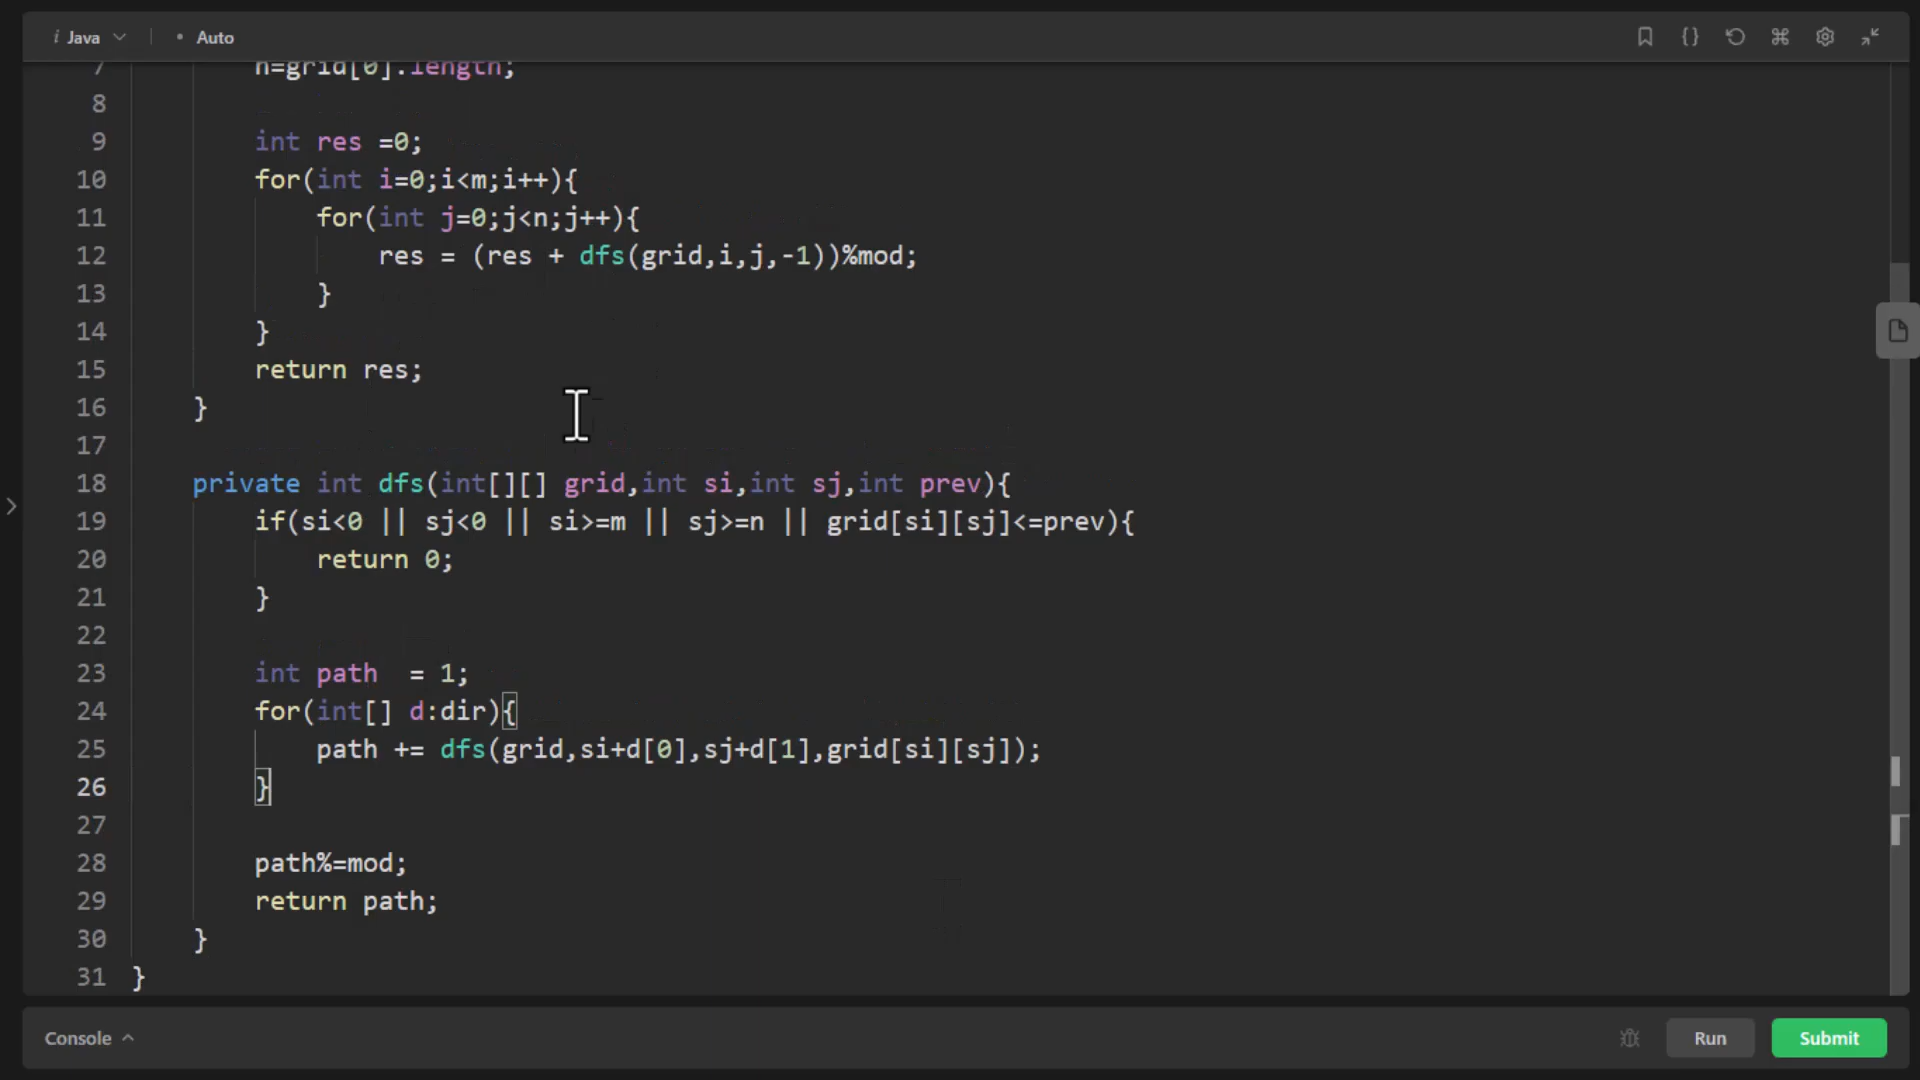 i Java • Auto
7 n=grid[0].length;
8
9 int res =0;
10 for(int i=0;i<m;i++){
11 for(int j=0;j<n;j++){
12 res = (res + dfs(grid,i,j,-1))%mod;
13 }
14 }
15 return res;
16 }
17
18 private int dfs(int[][] grid,int si,int sj,int prev){
19 if(si<0 || sj<0 || si>=m || sj>=n || grid[si][sj]<=prev){
20 return 0;
21 }
22
23 int path  = 1;
24 for(int[] d:dir){
25 path += dfs(grid,si+d[0],sj+d[1],grid[si][sj]);
26 }
27
28 path%=mod;
29 return path;
30 }
31 }
Console Run Submit